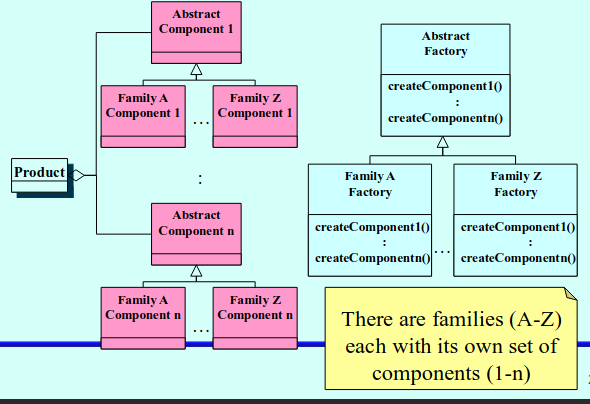 Abstract
Component 1
Family A
Component 1
...
Family Z
Component 1
Product
:
Abstract
Component n
Family A
Component n
...
Family Z
Component n
Abstract
Factory
createComponent1()
:
createComponentn()
Family A
Factory
createComponent1()
:
createComponentn()
...
Family Z
Factory
createComponent1()
:
createComponentn()
There are families (A-Z)
each with its own set of
components (1-n)